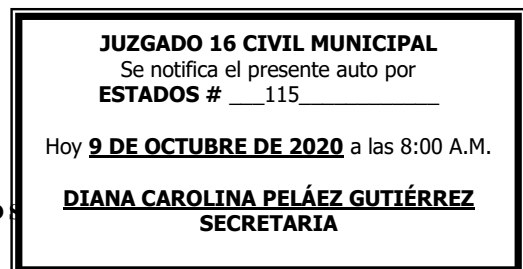 JUZGADO 16 CIVIL MUNICIPAL
Se notifica el presente auto por
ESTADOS # ___115_____________
Hoy 9 DE OCTUBRE DE 2020 a las 8:00 A.M.
DIANA CAROLINA PELÁEZ GUTIÉRREZ
SECRETARIA